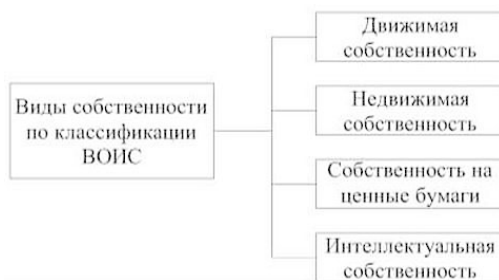 Виды собственности
по классификации
ВОИС
Движимая
собственность
Недвижимая
собственность
Собственность на
ценные бумаги
Интеллектуальная
собственность